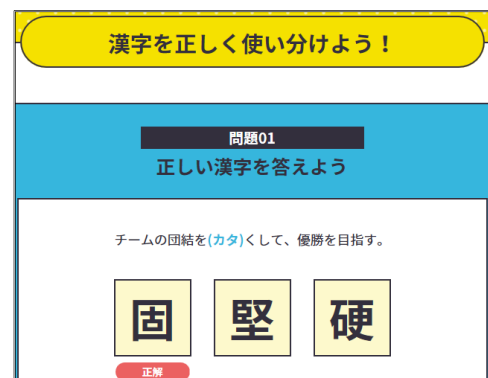 漢字を正しく使い分けよう！
問題01
正しい漢字を答えよう
チームの団結を(カタ)くして、優勝を目指す。
固 堅 硬
正解